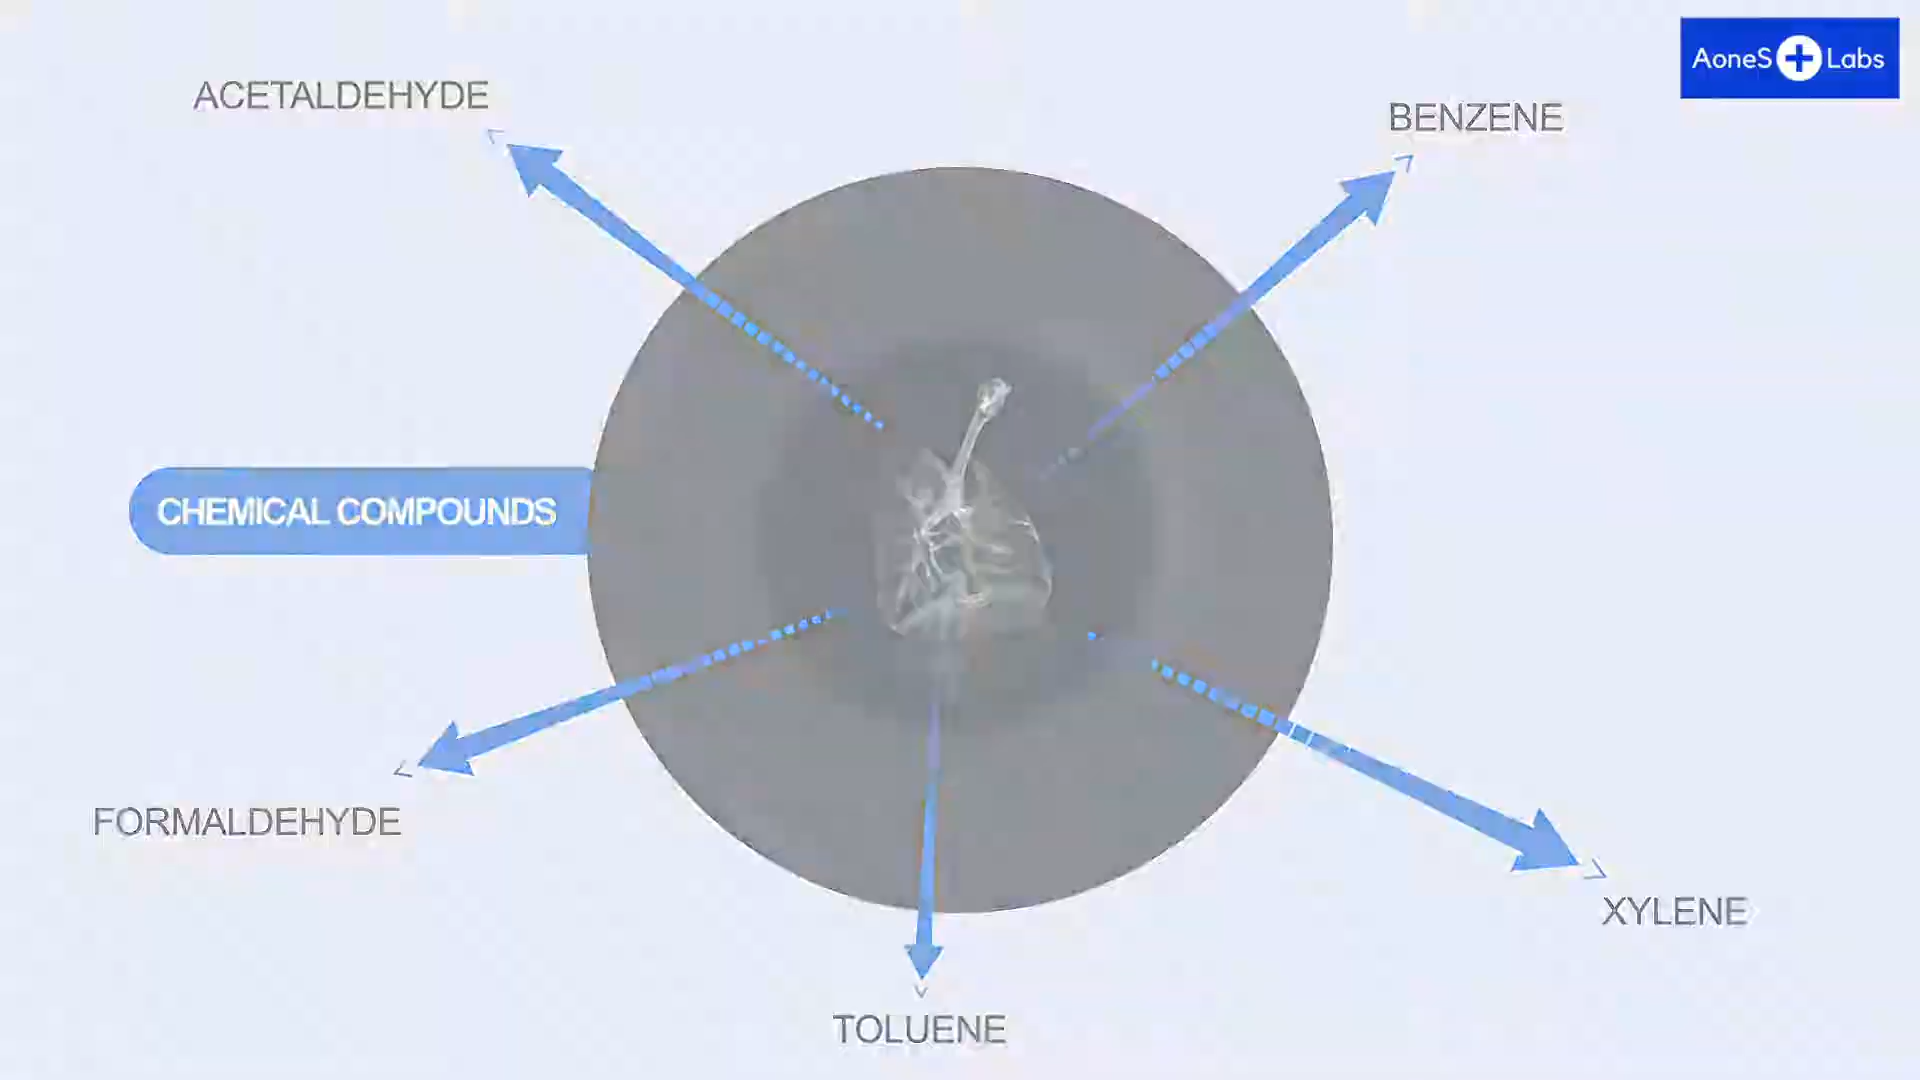 AoneS Labs
ACETALDEHYDE
BENZENE
CHEMICAL COMPOUNDS
FORMALDEHYDE
XYLENE
TOLUENE